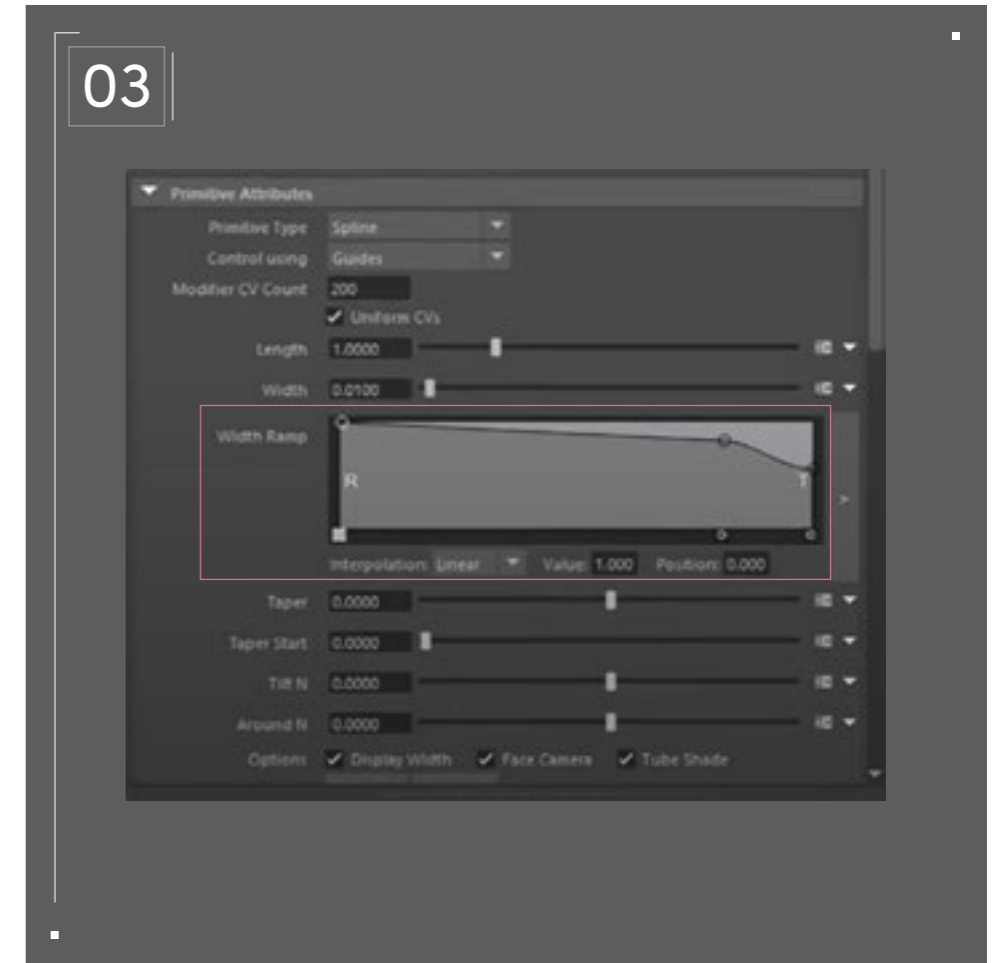 03
Primitive Attributes
Primitive Type Spline
Control using Guides
Modifier CV Count 200
Uniform CVs
Length 1.0000
Width 0.0100
Width Ramp
R T
>
Interpolation: Linear Value: 1.000 Position: 0.000
Taper 0.0000
Taper Start 0.0000
Tilt N 0.0000
Around N 0.0000
Options Display Width Face Camera Tube Shade